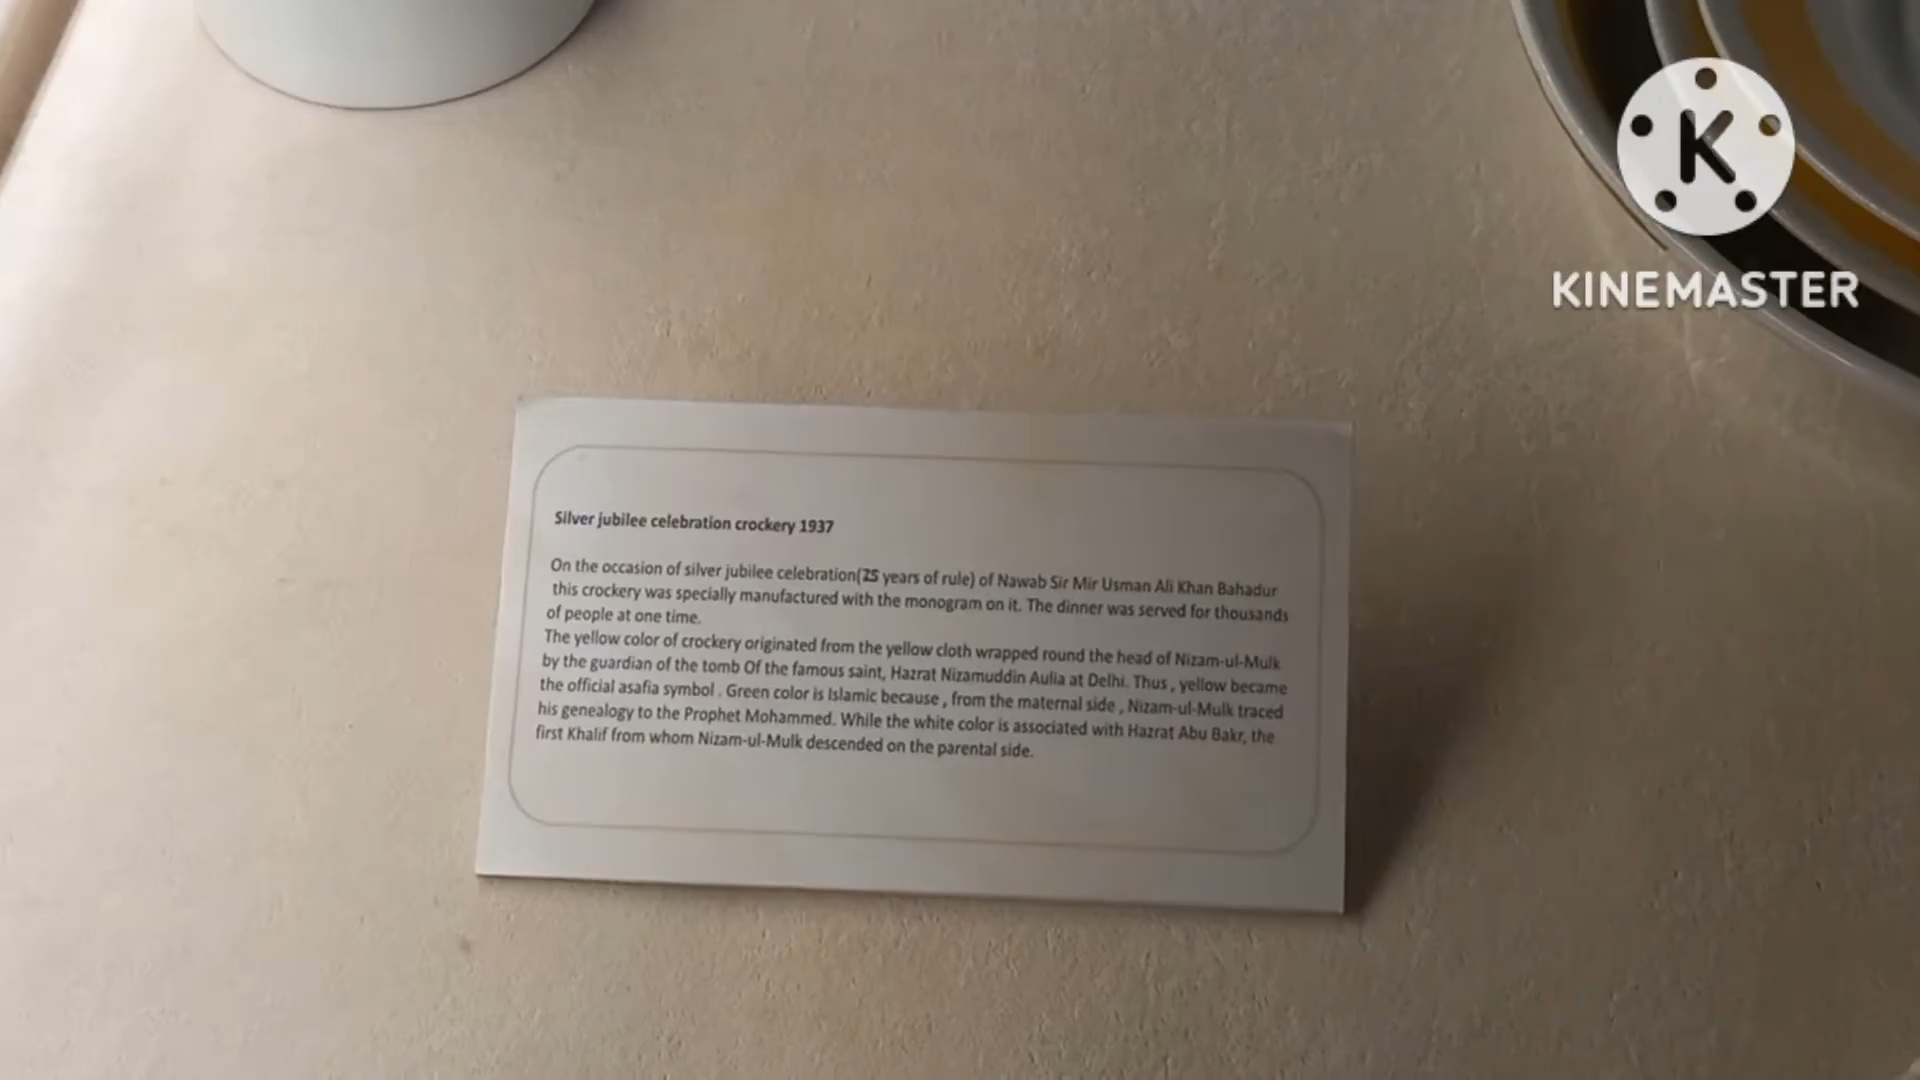 K
KINEMASTER
Silver jubilee celebration crockery 1937
On the occasion of silver jubilee celebration(25 years of rule) of Nawab Sir Mir Usman Ali Khan Bahadur
this crockery was specially manufactured with the monogram on it. The dinner was served for thousands
of people at one time.
The yellow color of crockery originated from the yellow cloth wrapped round the head of Nizam-ul-Mulk
by the guardian of the tomb Of the famous saint, Hazrat Nizamuddin Aulia at Delhi. Thus , yellow became
the official asafia symbol . Green color is Islamic because , from the maternal side , Nizam-ul-Mulk traced
his genealogy to the Prophet Mohammed. While the white color is associated with Hazrat Abu Bakr, the
first Khalif from whom Nizam-ul-Mulk descended on the parental side.